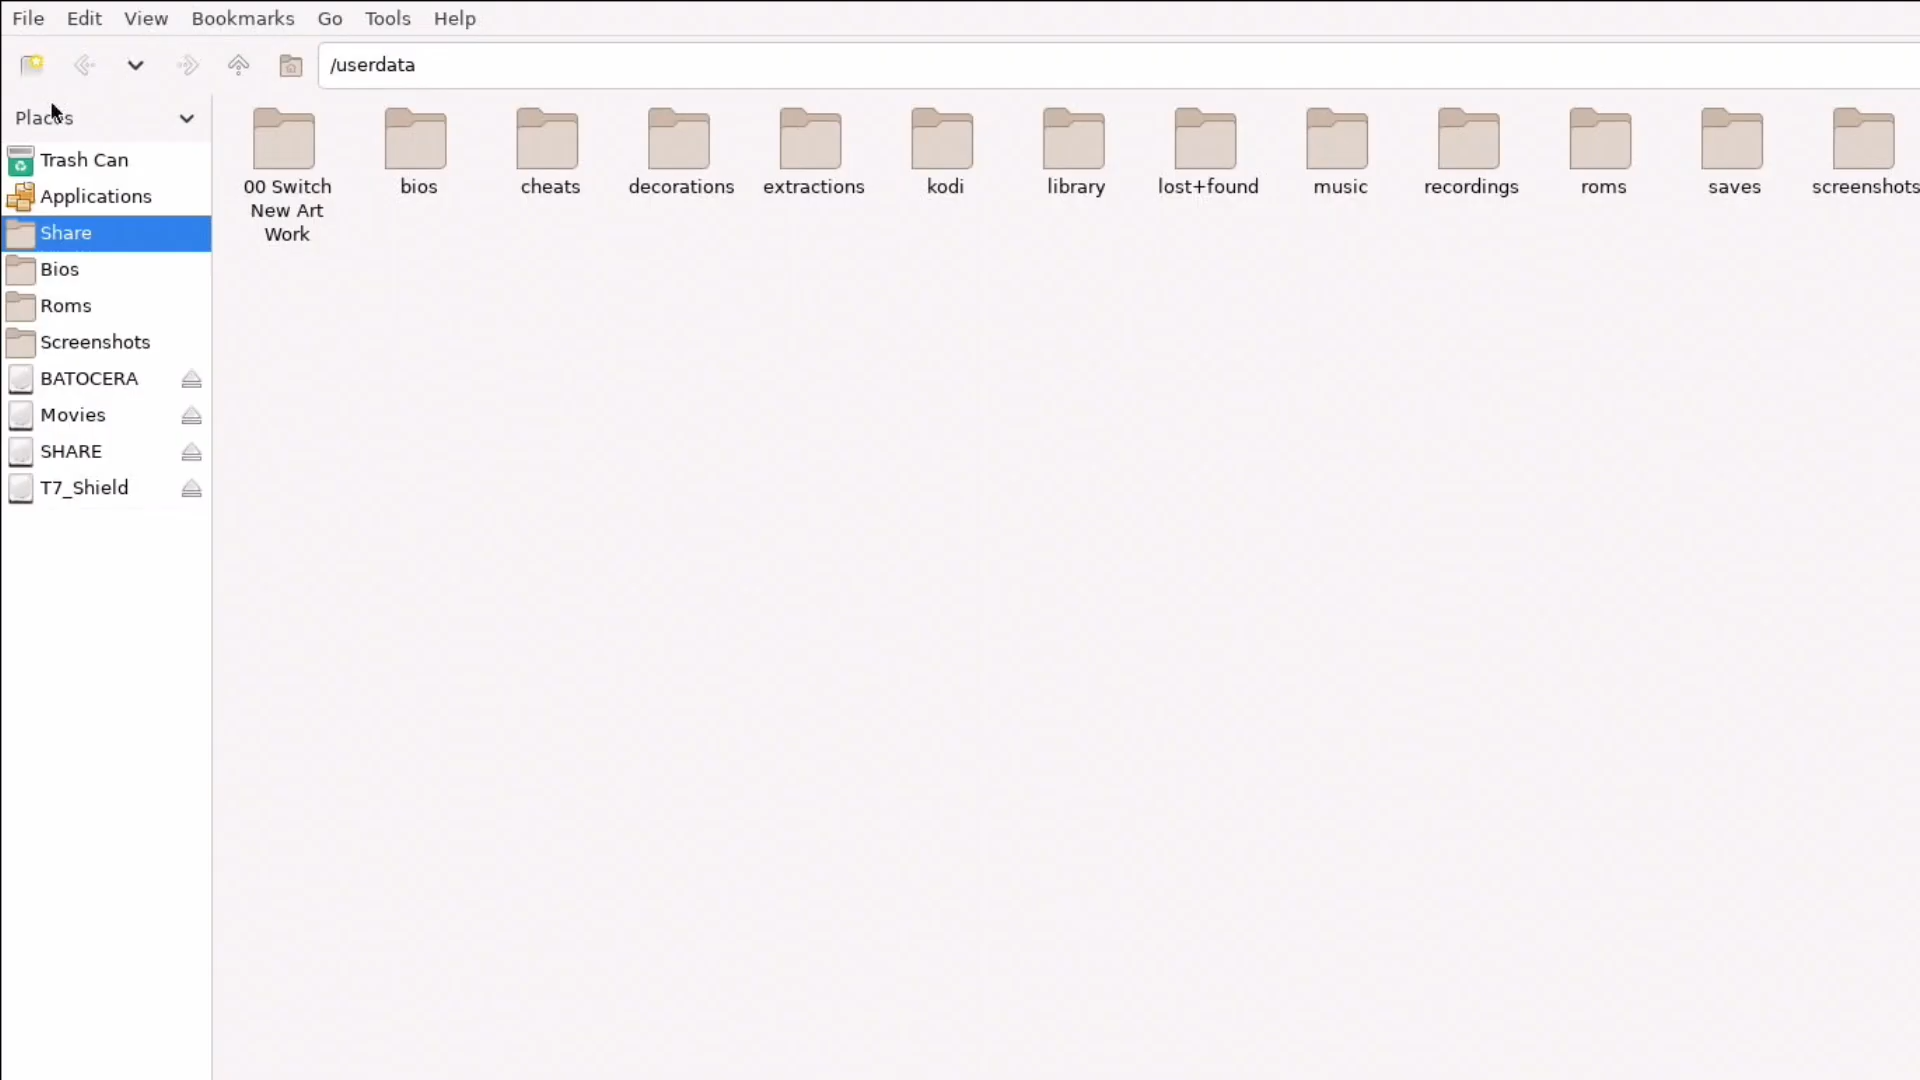 File Edit View Bookmarks Go Tools Help
/userdata
Places
Trash Can
Applications
Share
Bios
Roms
Screenshots
BATOCERA
Movies
SHARE
T7_Shield
00 Switch
New Art
Work
bios
cheats
decorations
extractions
kodi
library
lost+found
music
recordings
roms
saves
screenshots